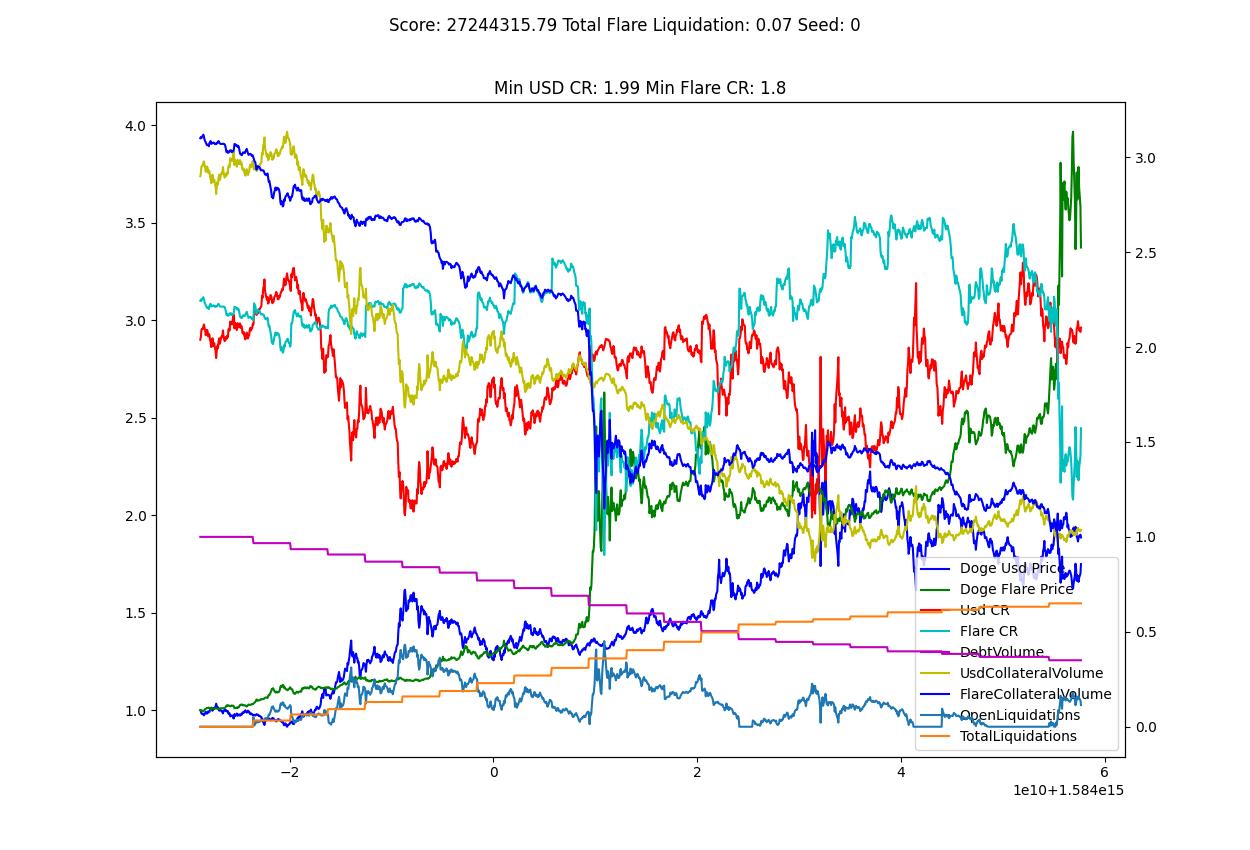 Score: 27244315.79 Total Flare Liquidation: 0.07 Seed: 0
Min USD CR: 1.99 Min Flare CR: 1.8
4.0
3.5
3.0
2.5
2.0
1.5
1.0
3.0
2.5
2.0
1.5
1.0
0.5
0.0
Doge Usd Price
Doge Flare Price
Usd CR
Flare CR
DebtVolume
UsdCollateralVolume
FlareCollateralVolume
OpenLiquidations
TotalLiquidations
−2 0 2 4 6
1e10+1.584e15